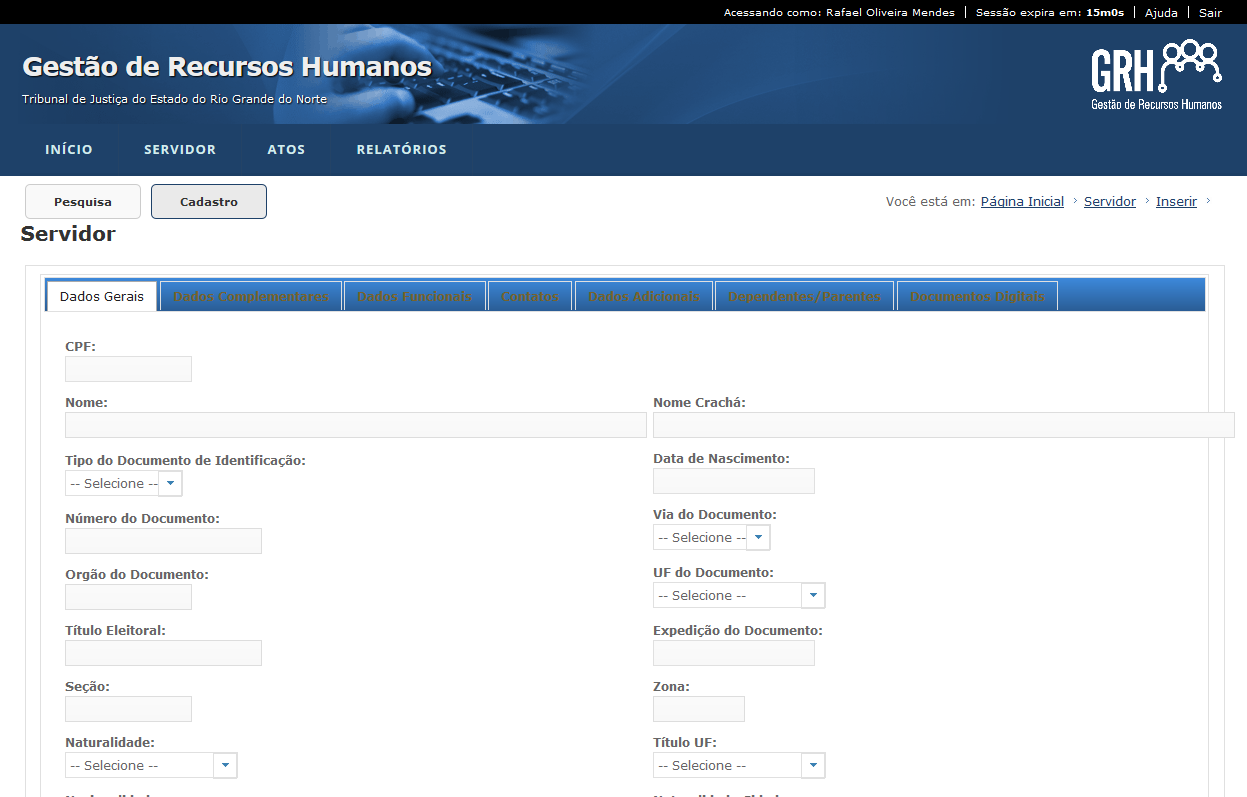 Acessando como: Rafael Oliveira Mendes | Sessão expira em: 15m0s | Ajuda | Sair
Gestão de Recursos Humanos
Tribunal de Justiça do Estado do Rio Grande do Norte
GRH
Gestão de Recursos Humanos
INÍCIO SERVIDOR ATOS RELATÓRIOS
Pesquisa Cadastro
Você está em: Página Inicial › Servidor › Inserir ›
Servidor
Dados Gerais Dados Complementares Dados Funcionais Contatos Dados Adicionais Dependentes/Parentes Documentos Digitais
CPF:
Nome: Nome Crachá:
Tipo do Documento de Identificação: Data de Nascimento:
-- Selecione --
Número do Documento: Via do Documento:
-- Selecione --
Orgão do Documento: UF do Documento:
-- Selecione --
Título Eleitoral: Expedição do Documento:
Seção: Zona:
Naturalidade: Título UF:
-- Selecione -- -- Selecione --